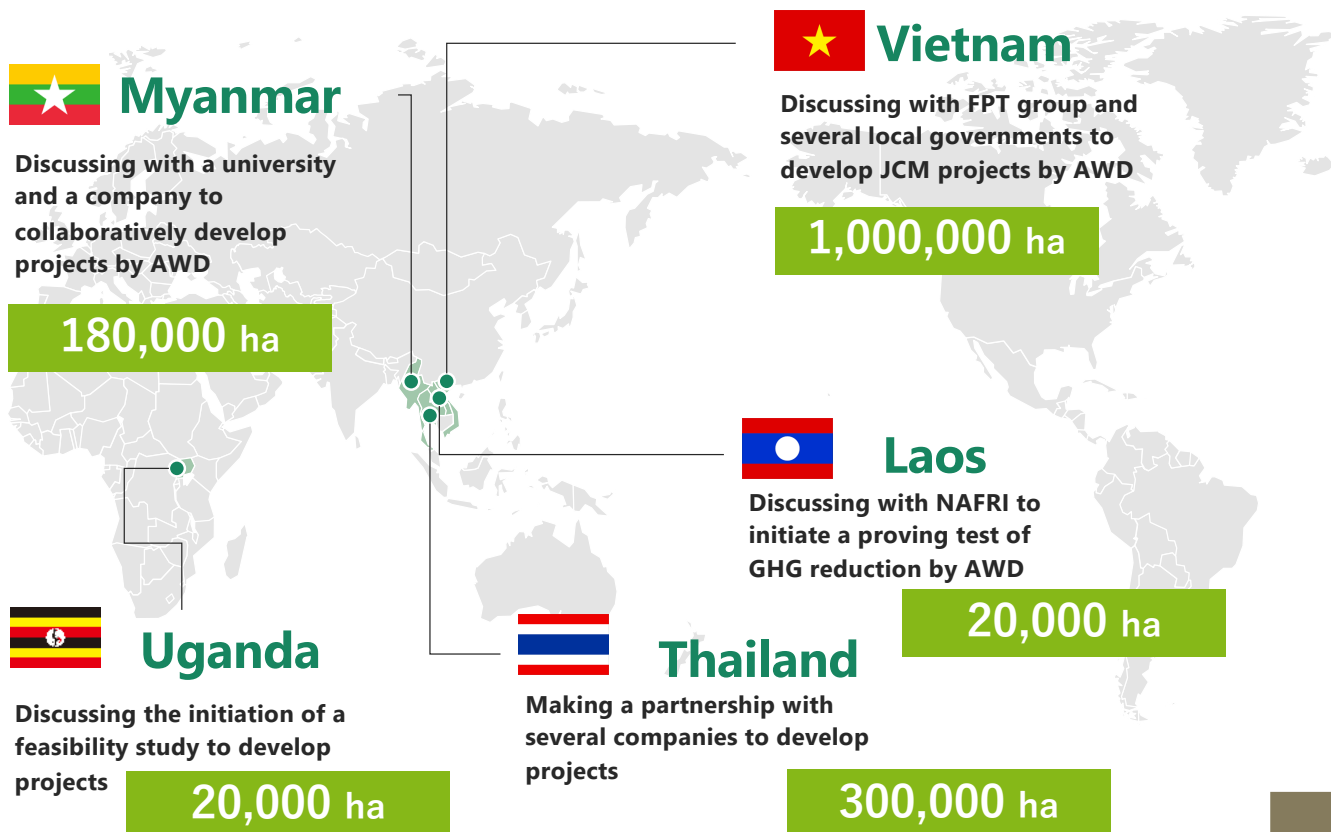 Myanmar
Discussing with a university
and a company to
collaboratively develop
projects by AWD
180,000 ha
Vietnam
Discussing with FPT group and
several local governments to
develop JCM projects by AWD
1,000,000 ha
Laos
Discussing with NAFRI to
initiate a proving test of
GHG reduction by AWD
20,000 ha
Uganda
Discussing the initiation of a
feasibility study to develop
projects
20,000 ha
Thailand
Making a partnership with
several companies to develop
projects
300,000 ha